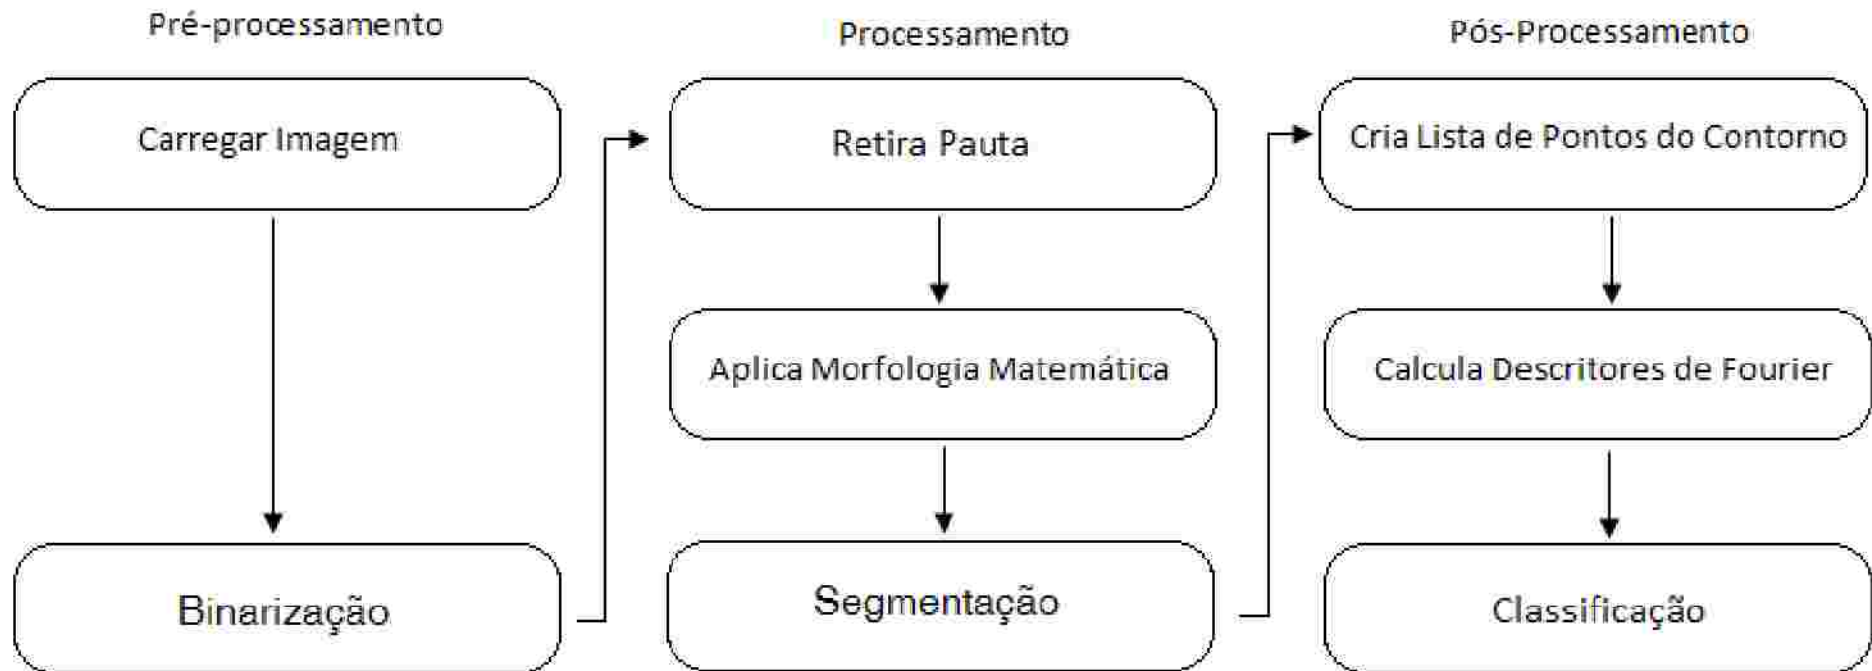 Pré-processamento
Carregar Imagem
Binarização
Processamento
Retira Pauta
Aplica Morfologia Matemática
Segmentação
Pós-Processamento
Cria Lista de Pontos do Contorno
Calcula Descritores de Fourier
Classificação